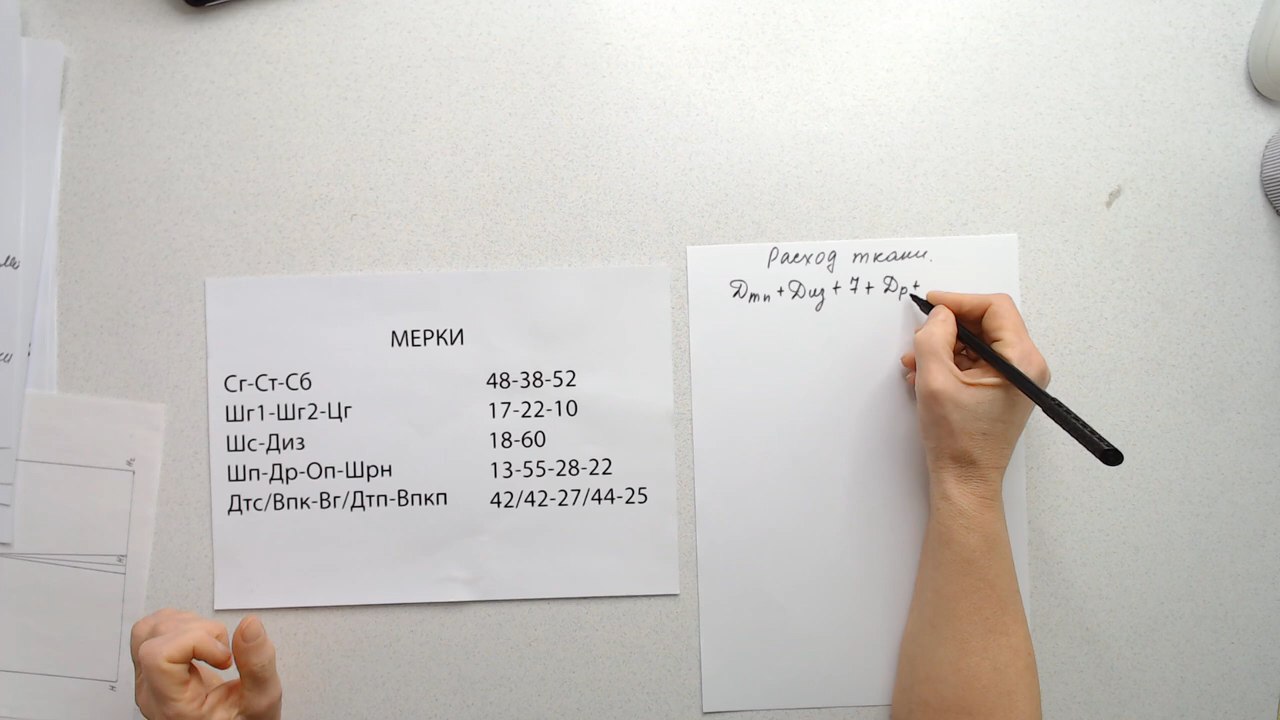 МЕРКИ
Сг-Ст-Сб 48-38-52
Шг1-Шг2-Цг 17-22-10
Шс-Диз 18-60
Шп-Др-Оп-Шрн 13-55-28-22
Дтс/Впк-Вг/Дтп-Впкп 42/42-27/44-25
Расход ткани.
Дтп + Диз + 7 + Др +